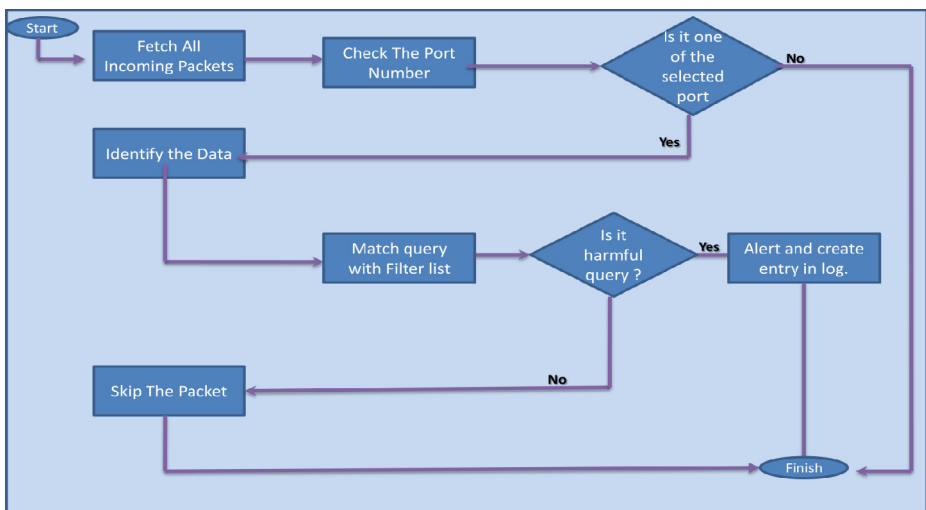 Start
Fetch All
Incoming Packets
Check The Port
Number
Is it one
of the
selected
port
No
Yes
Identify the Data
Match query
with Filter list
Is it
harmful
query ?
Yes
Alert and create
entry in log.
No
Skip The Packet
Finish